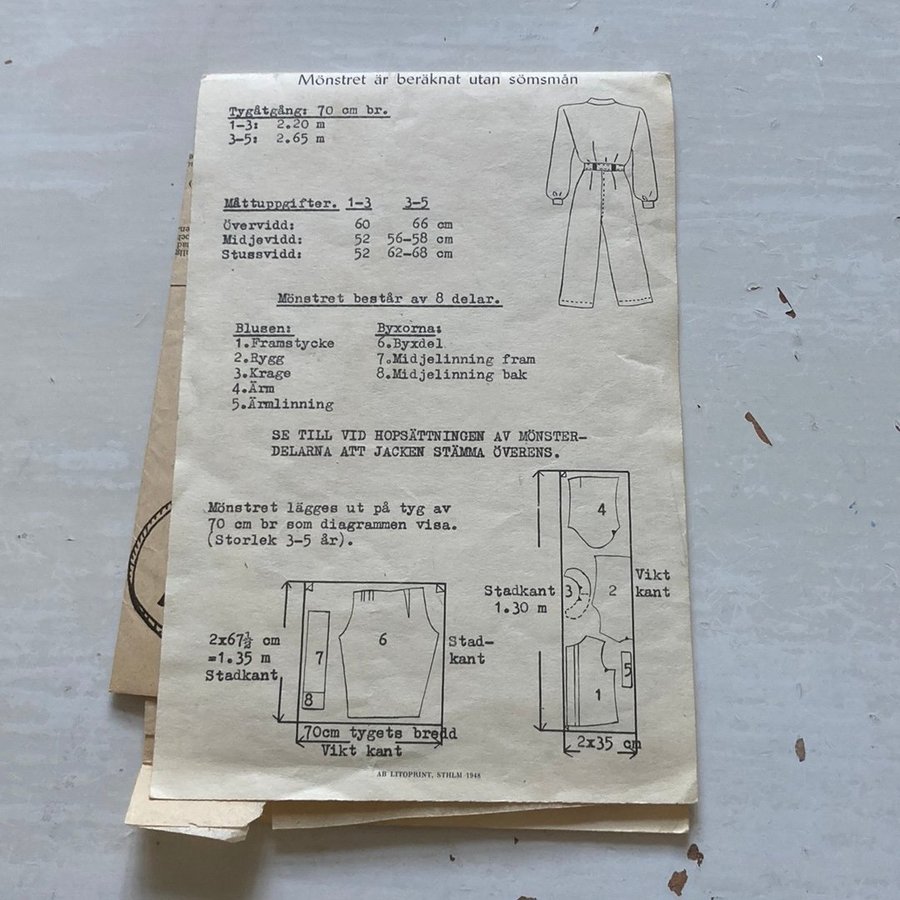 Mönstret är beräknat utan sömsmån
Tygåtgång: 70 cm br.
1-3: 2.20 m
3-5: 2.65 m
Måttuppgifter. 1-3 3-5
Övervidd: 60 66 cm
Midjevidd: 52 56-58 cm
Stussvidd: 52 62-68 cm
Mönstret består av 8 delar.
Blusen:
1.Framstycke
2.Rygg
3.Krage
4.Ärm
5.Ärmlinning
Byxorna:
6.Byxdel
7.Midjelinning fram
8.Midjelinning bak
SE TILL VID HOPSÄTTNINGEN AV MÖNSTER-
DELARNA ATT JACKEN STÄMMA ÖVERENS.
Mönstret lägges ut på tyg av
70 cm br som diagrammen visa.
(Storlek 3-5 år).
2x67½ cm
=1.35 m
Stadkant
6
7
8
Stad-
kant
70cm tygets bredd
Vikt kant
4
Stadkant
1.30 m
3
2
Vikt
kant
5
1
2x35 cm
AB LITOPRINT, STHLM 1948